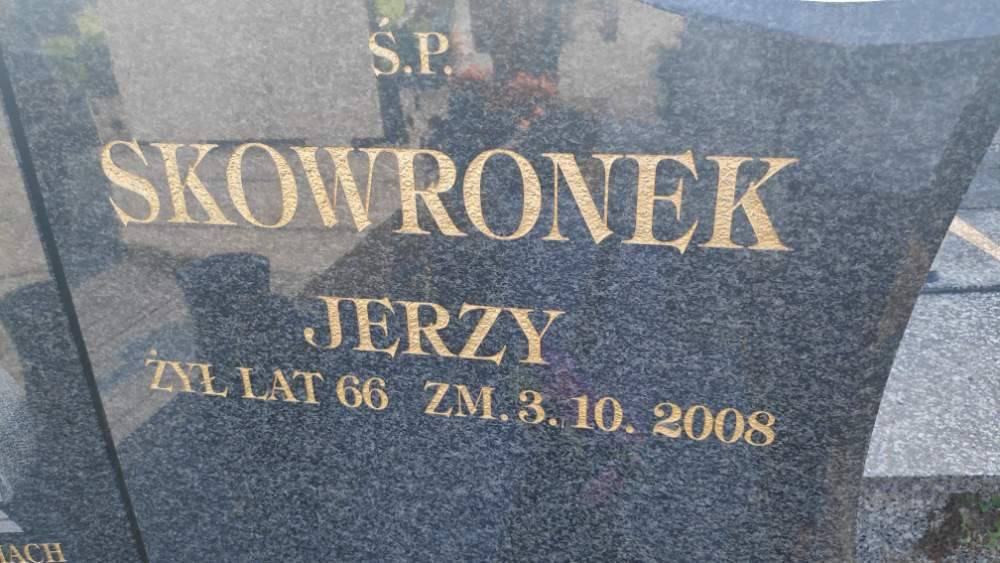 Ś.P.
SKOWRONEK
JERZY
ŻYŁ LAT 66 ZM. 3. 10. 2008